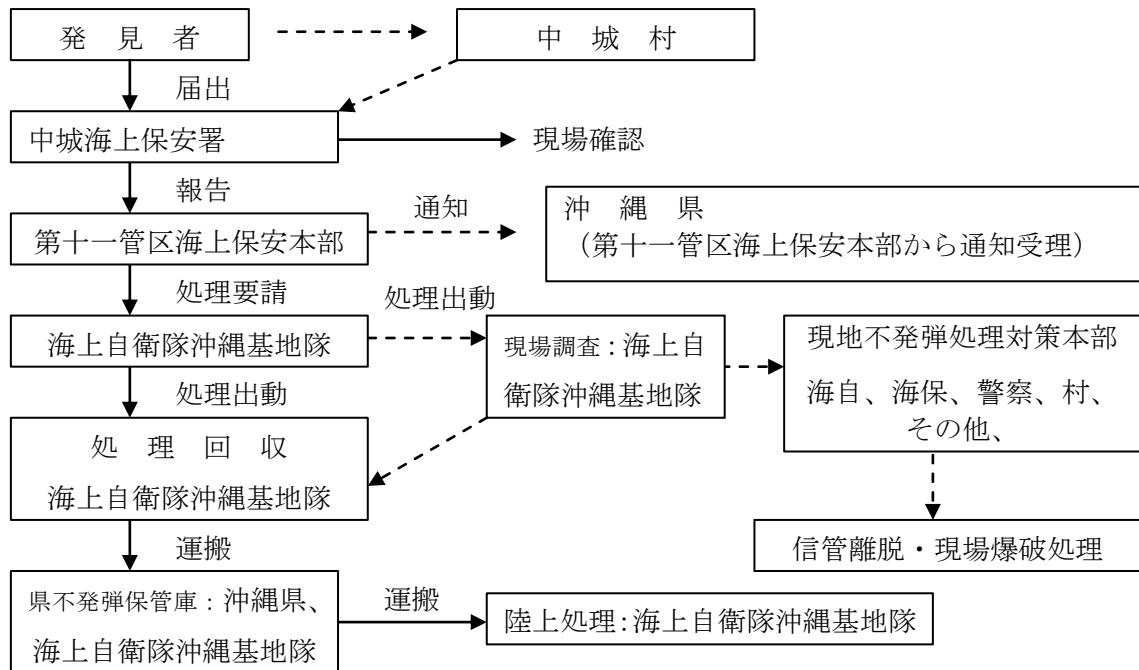 発　見　者
中　城　村
届出
中城海上保安署
現場確認
報告
通知
沖　縄　県
（第十一管区海上保安本部から通知受理）
第十一管区海上保安本部
処理要請
処理出動
海上自衛隊沖縄基地隊
現場調査：海上自
衛隊沖縄基地隊
現地不発弾処理対策本部
海自、海保、警察、村、
その他、
処理出動
処　理　回　収
海上自衛隊沖縄基地隊
信管離脱・現場爆破処理
運搬
県不発弾保管庫：沖縄県、
海上自衛隊沖縄基地隊
運搬
陸上処理：海上自衛隊沖縄基地隊